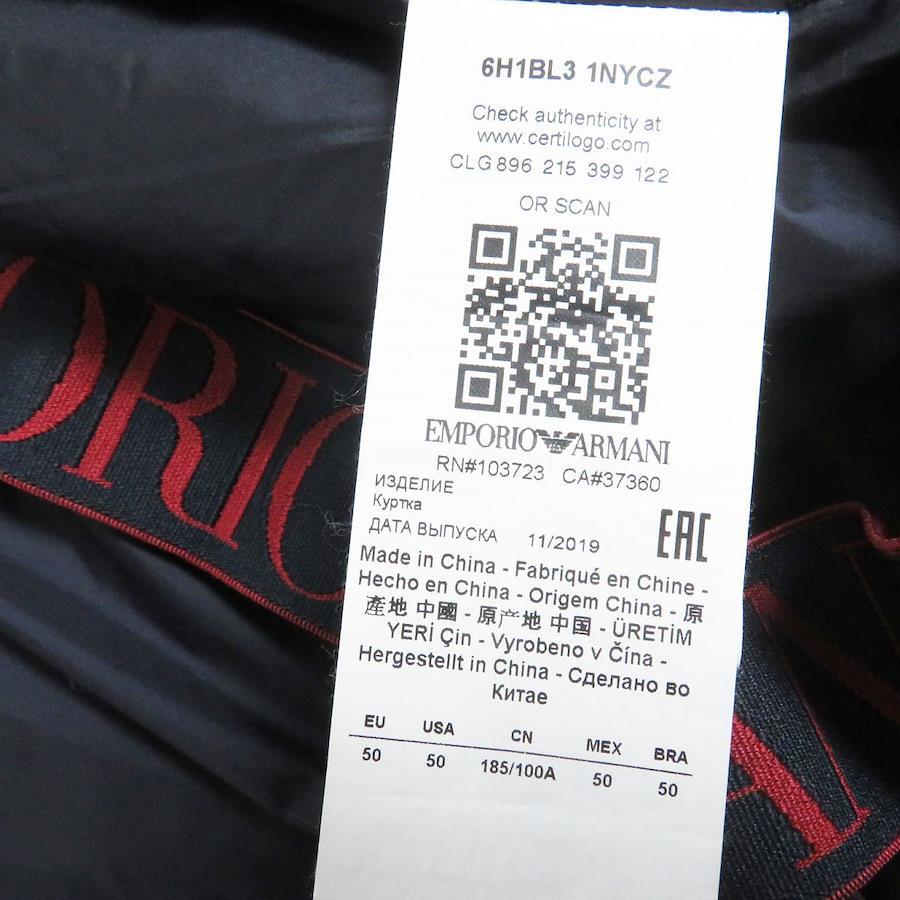 6H1BL3 1NYCZ
Check authenticity at
www.certilogo.com
CLG 896 215 399 122
OR SCAN
EMPORIO ARMANI
RN#103723 CA#37360
ИЗДЕЛИЕ
Куртка
ДАТА ВЫПУСКА 11/2019
EAC
Made in China - Fabriqué en Chine -
Hecho en China - Origem China - 原
產地 中國 - 原产地 中国 - ÜRETİM
YERİ Çin - Vyrobeno v Čína -
Hergestellt in China - Сделано во
Китае
EU USA CN MEX BRA
50 50 185/100A 50 50
ORIO
A